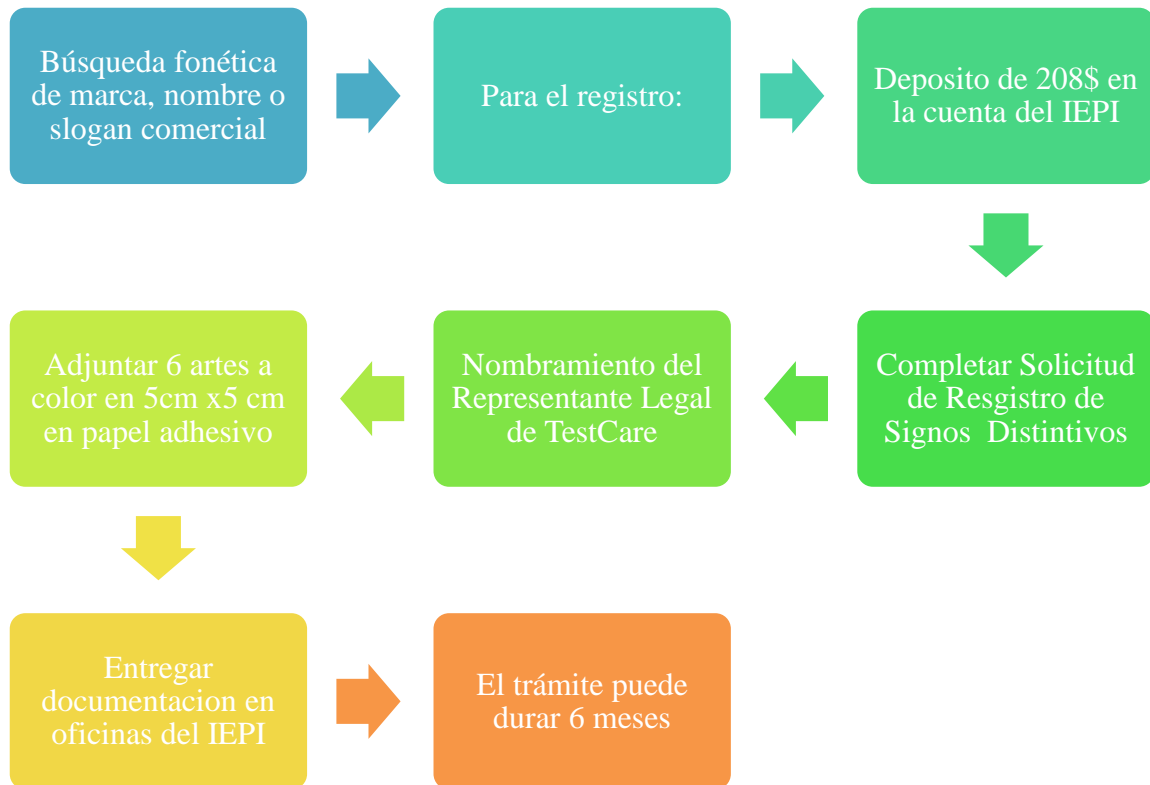 Búsqueda fonética
de marca, nombre o
slogan comercial
Para el registro:
Deposito de 208$ en
la cuenta del IEPI
Completar Solicitud
de Resgistro de
Signos Distintivos
Nombramiento del
Representante Legal
de TestCare
Adjuntar 6 artes a
color en 5cm x5 cm
en papel adhesivo
Entregar
documentacion en
oficinas del IEPI
El trámite puede
durar 6 meses